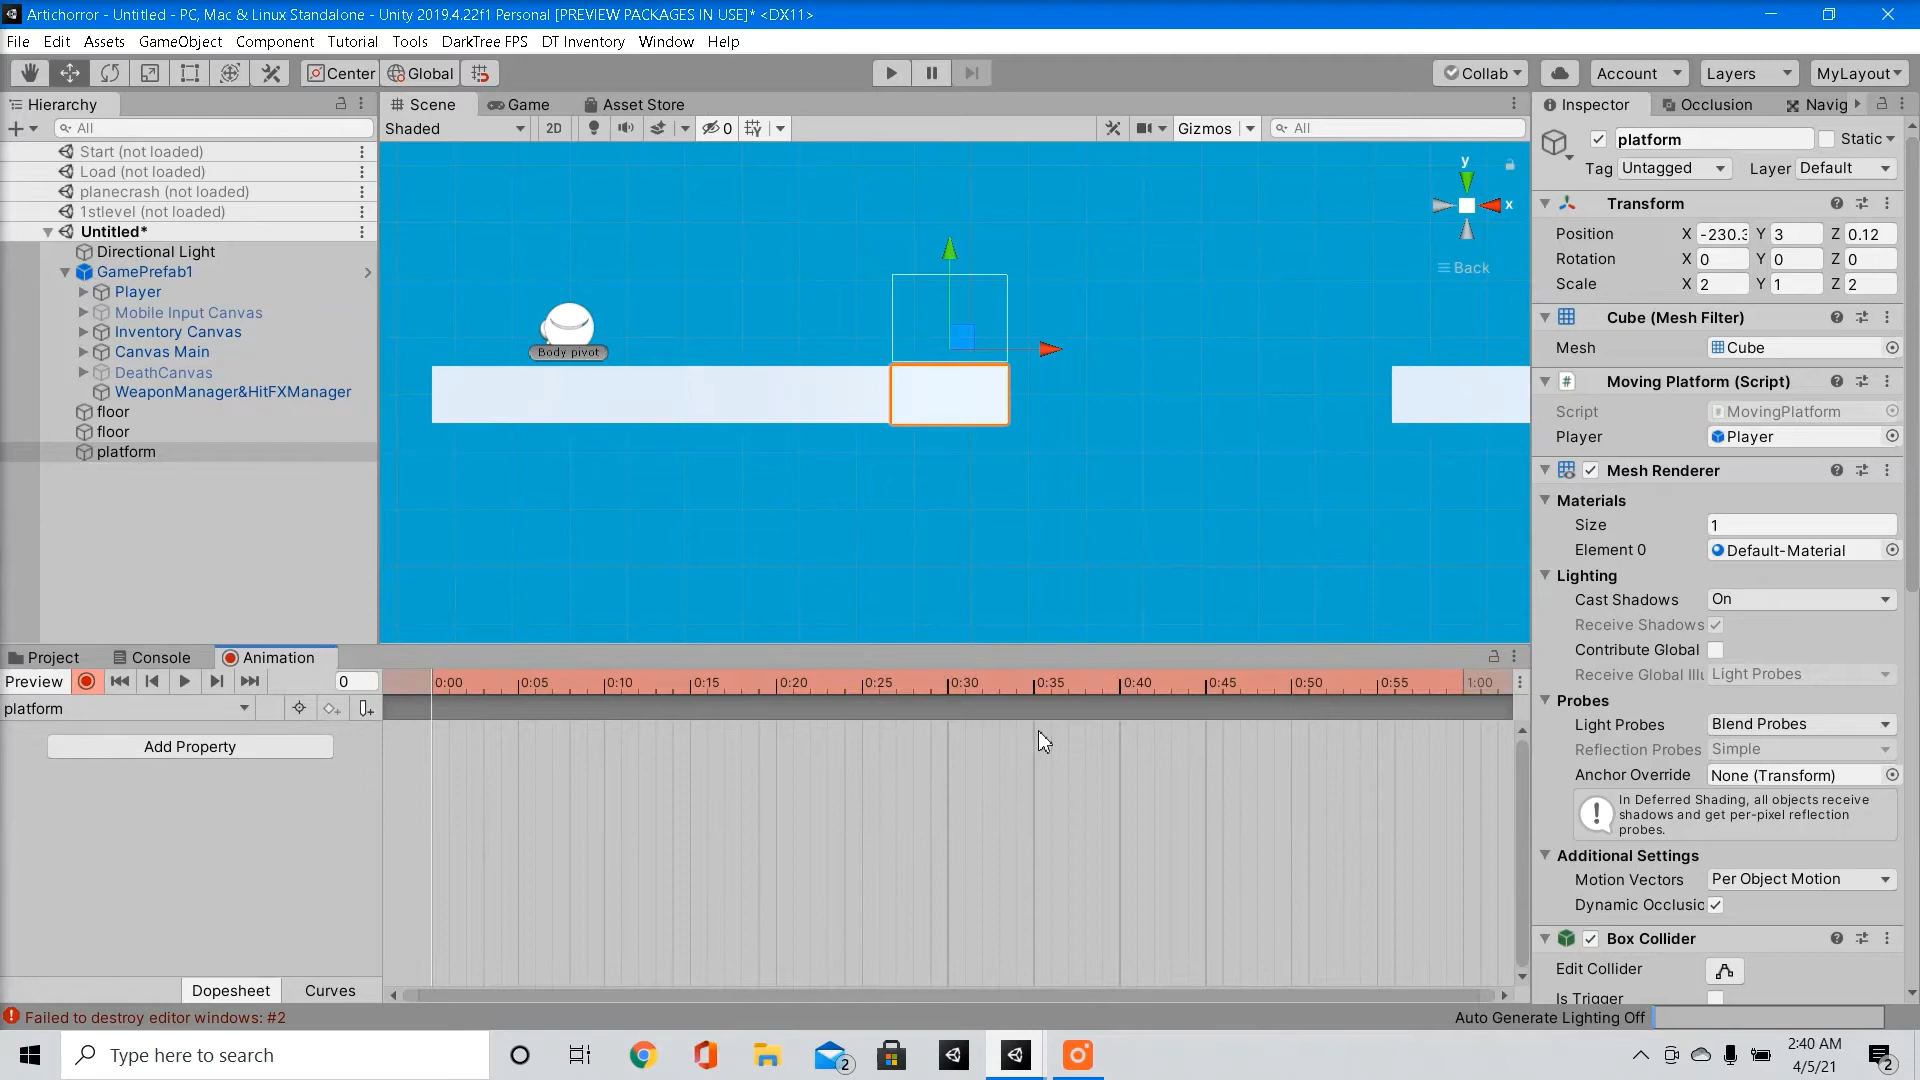 Artichorror - Untitled - PC, Mac & Linux Standalone - Unity 2019.4.22f1 Personal [PREVIEW PACKAGES IN USE]* <DX11>
File Edit Assets GameObject Component Tutorial Tools DarkTree FPS DT Inventory Window Help
Center Global Collab Account Layers MyLayout
Hierarchy
All
Start (not loaded)
Load (not loaded)
planecrash (not loaded)
1stlevel (not loaded)
Untitled*
Directional Light
GamePrefab1
Player
Mobile Input Canvas
Inventory Canvas
Canvas Main
DeathCanvas
WeaponManager&HitFXManager
floor
floor
platform
Scene Game Asset Store
Shaded 2D 0 Gizmos All
y
x
Back
Body pivot
Inspector Occlusion Navig
platform Static
Tag Untagged Layer Default
Transform
Position X -230.3 Y 3 Z 0.12
Rotation X 0 Y 0 Z 0
Scale X 2 Y 1 Z 2
Cube (Mesh Filter)
Mesh Cube
Moving Platform (Script)
Script MovingPlatform
Player Player
Mesh Renderer
Materials
Size 1
Element 0 Default-Material
Lighting
Cast Shadows On
Receive Shadows
Contribute Global
Receive Global Illu Light Probes
Probes
Light Probes Blend Probes
Reflection Probes Simple
Anchor Override None (Transform)
In Deferred Shading, all objects receive
shadows and get per-pixel reflection
probes.
Additional Settings
Motion Vectors Per Object Motion
Dynamic Occlusic
Box Collider
Edit Collider
Is Trigger
Project Console Animation
Preview 0 0:00 0:05 0:10 0:15 0:20 0:25 0:30 0:35 0:40 0:45 0:50 0:55 1:00
platform
Add Property
Dopesheet Curves
Failed to destroy editor windows: #2
Auto Generate Lighting Off
Type here to search
2
2:40 AM
4/5/21
2